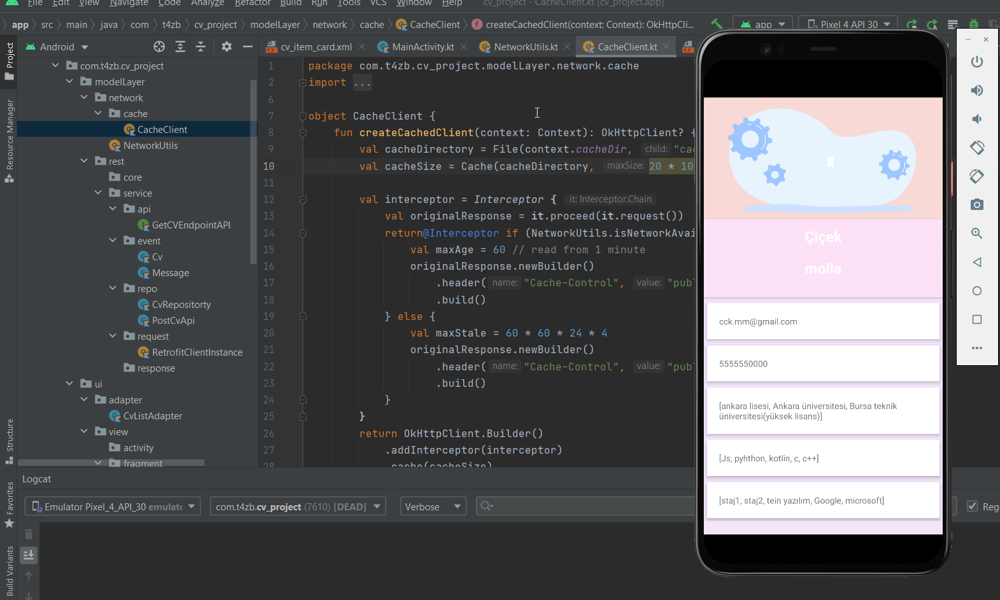 File Edit View Navigate Code Analyze Refactor Build Run Tools VCS Window Help cv_project - CacheClient.kt [cv_project.app]
app src main java com t4zb cv_project modelLayer network cache CacheClient createCachedClient(context: Context): OkHttpCli... app Pixel 4 API 30
Project
Resource Manager
Structure
Favorites
Build Variants
Android
com.t4zb.cv_project
modelLayer
network
cache
CacheClient
NetworkUtils
rest
core
service
api
GetCVEndpointAPI
event
Cv
Message
repo
CvRepositorty
PostCvApi
request
RetrofitClientInstance
response
ui
adapter
CvListAdapter
view
activity
fragment
cv_item_card.xml MainActivity.kt NetworkUtils.kt CacheClient.kt
1 package com.t4zb.cv_project.modelLayer.network.cache
2 import ...
6
7 object CacheClient {
8 fun createCachedClient(context: Context): OkHttpClient? {
9 val cacheDirectory = File(context.cacheDir, child: "cac
10 val cacheSize = Cache(cacheDirectory, maxSize: 20 * 10
11
12 val interceptor = Interceptor { it: Interceptor.Chain
13 val originalResponse = it.proceed(it.request())
14 return@Interceptor if (NetworkUtils.isNetworkAvai
15 val maxAge = 60 // read from 1 minute
16 originalResponse.newBuilder()
17 .header( name: "Cache-Control", value: "publ
18 .build()
19 } else {
20 val maxStale = 60 * 60 * 24 * 4
21 originalResponse.newBuilder()
22 .header( name: "Cache-Control", value: "publ
23 .build()
24 }
25 }
26 return OkHttpClient.Builder()
27 .addInterceptor(interceptor)
28 .cache(cacheSize)
Çiçek
molla
cck.mm@gmail.com
5555550000
[ankara lisesi, Ankara üniversitesi, Bursa teknik
üniversitesi(yüksek lisans)]
[Js, pyhthon, kotlin, c, c++]
[staj1, staj2, tein yazılım, Google, microsoft]
Logcat
Emulator Pixel_4_API_30 emulatc com.t4zb.cv_project (7610) [DEAD] Verbose Reg